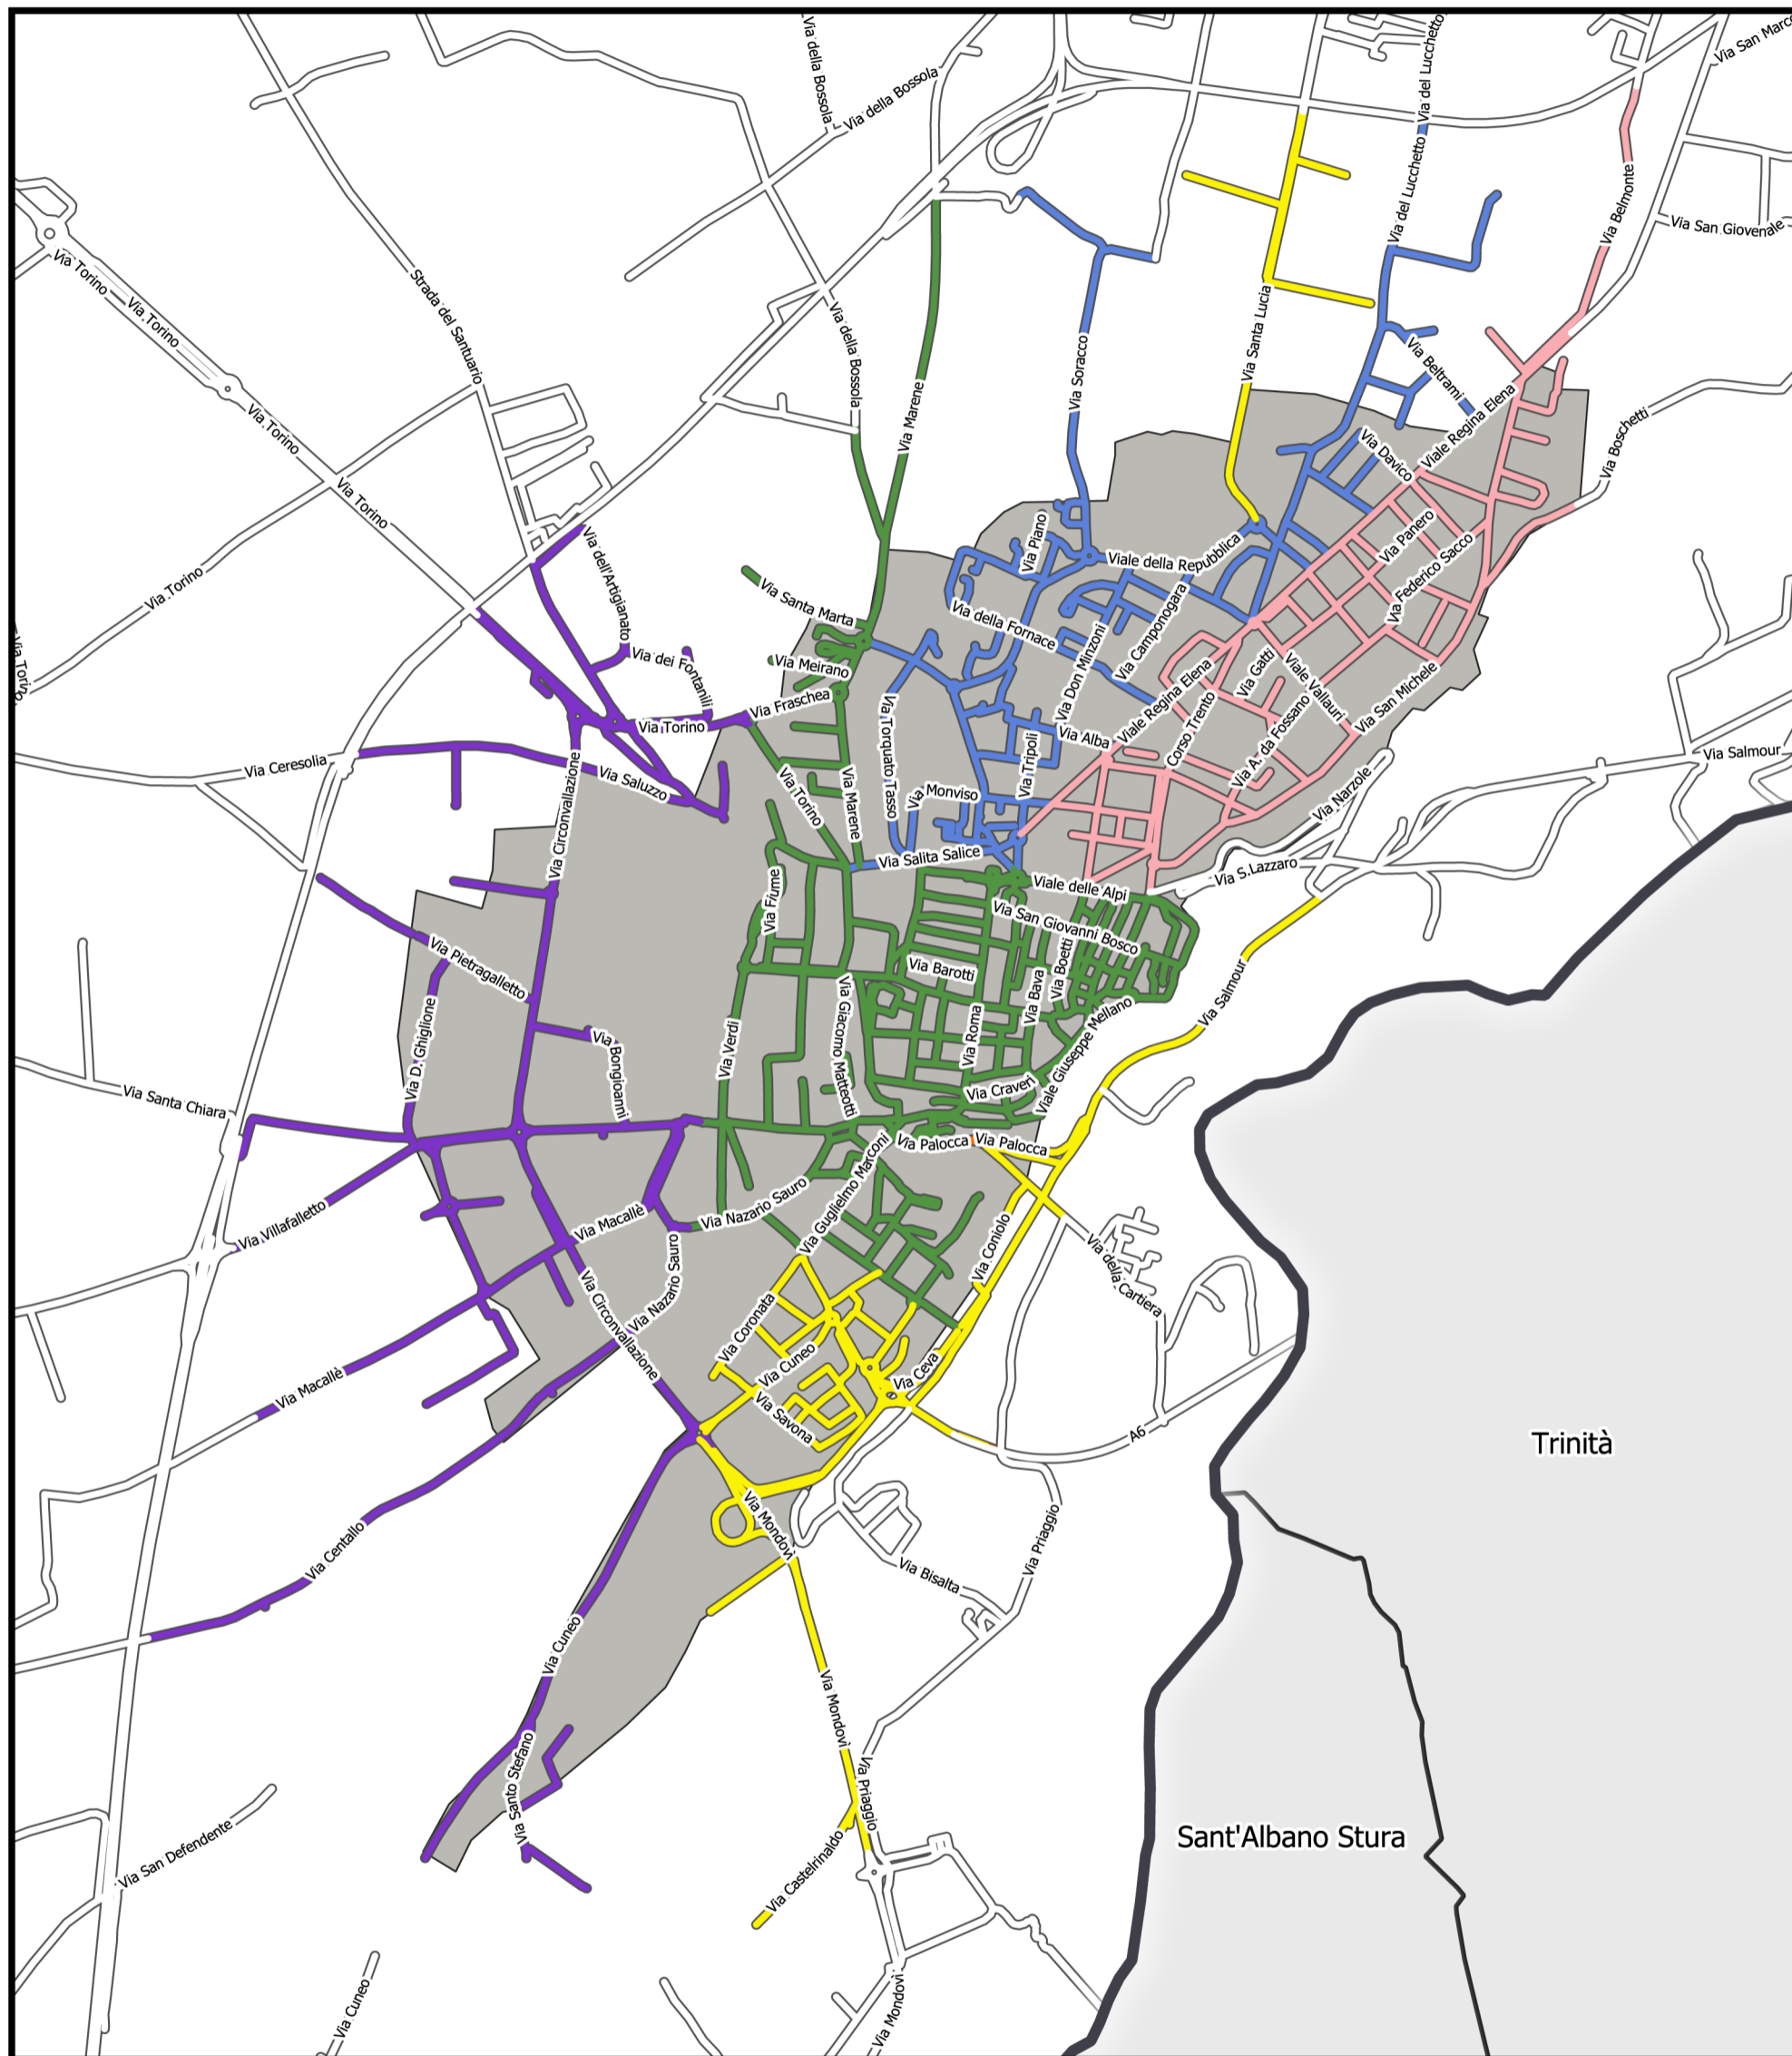 Via della Bossola
Via della Bossola
Via del Lucchetto
Via San Marco
Via del Lucchetto
Via Belmonte
Via San Giovenale
Via Torino
Via Torino
Strada del Santuario
Via della Bossola
Via Santa Lucia
Via Soracco
Via Beltrami
Via Marene
Viale Regina Elena
Via Torino
Via Davico
Via Boschetti
Via Torino
Via Piano
Via Panero
Viale della Repubblica
Via Federico Sacco
Via dell'Artigianato
Via Torino
Via Santa Marta
Via della Fornace
Via Camponogara
Via Don Minzoni
Via Torin
Via dei Fontanili
Via Meirano
Via Gatti
Viale Vallauri
Via San Michele
Viale Regina Elena
Via Fraschea
Via Torino
Via Torquato Tasso
Via Alba
Corso Trento
Via A. da Fossano
Via Salmour
Via Ceresolia
Via Saluzzo
Via Circonvallazione
Via Torino
Via Marene
Via Monviso
Via Tripoli
Via Narzole
Via Salita Salice
Via S.Lazzaro
Viale delle Alpi
Via Fiume
Via San Giovanni Bosco
Via Pietragalletto
Via Barotti
Via Boetti
Via Bava
Via Salmour
Via D. Ghiglione
Via Verdi
Via Giacomo Matteotti
Via Roma
Viale Giuseppe Mellano
Via Bongioanni
Via Craveri
Via Santa Chiara
Via Palocca
Via Palocca
Via Guglielmo Marconi
Via Nazario Sauro
Via Villafalletto
Via Macallè
Via Nazario Sauro
Via Coniolo
Via della Cartiera
Via Circonvallazione
Via Coronata
Via Cuneo
Via Ceva
Via Macallè
Via Savona
A6
Trinità
Via Mondovì
Via Centallo
Via Bisalta
Via Priaggio
Via Cuneo
Via Mondovì
Via Santo Stefano
Via Priaggio
Sant'Albano Stura
Via San Defendente
Via Castelrinaldo
Via Cuneo
Via Mondovì